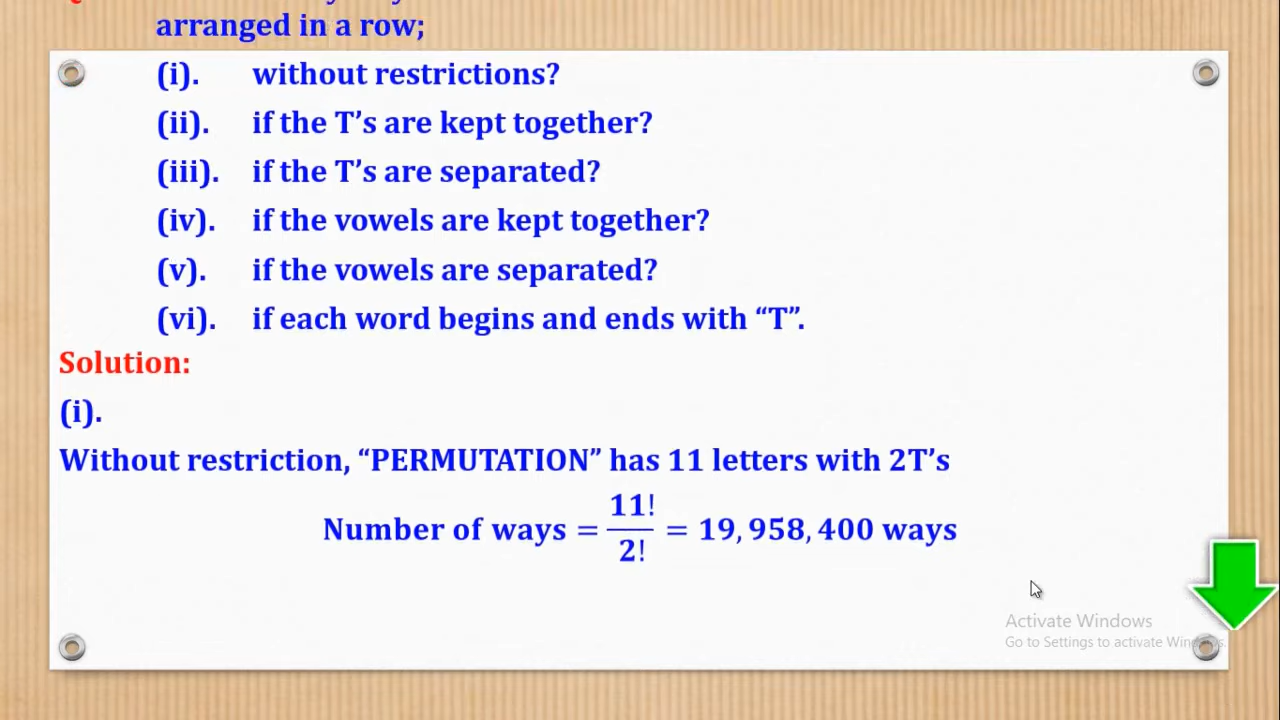 arranged in a row;
(i). without restrictions?
(ii). if the T's are kept together?
(iii). if the T's are separated?
(iv). if the vowels are kept together?
(v). if the vowels are separated?
(vi). if each word begins and ends with “T”.
Solution:
(i).
Without restriction, “PERMUTATION” has 11 letters with 2T's
Number of ways = 11!/2! = 19,958,400 ways
Activate Windows
Go to Settings to activate Windows.